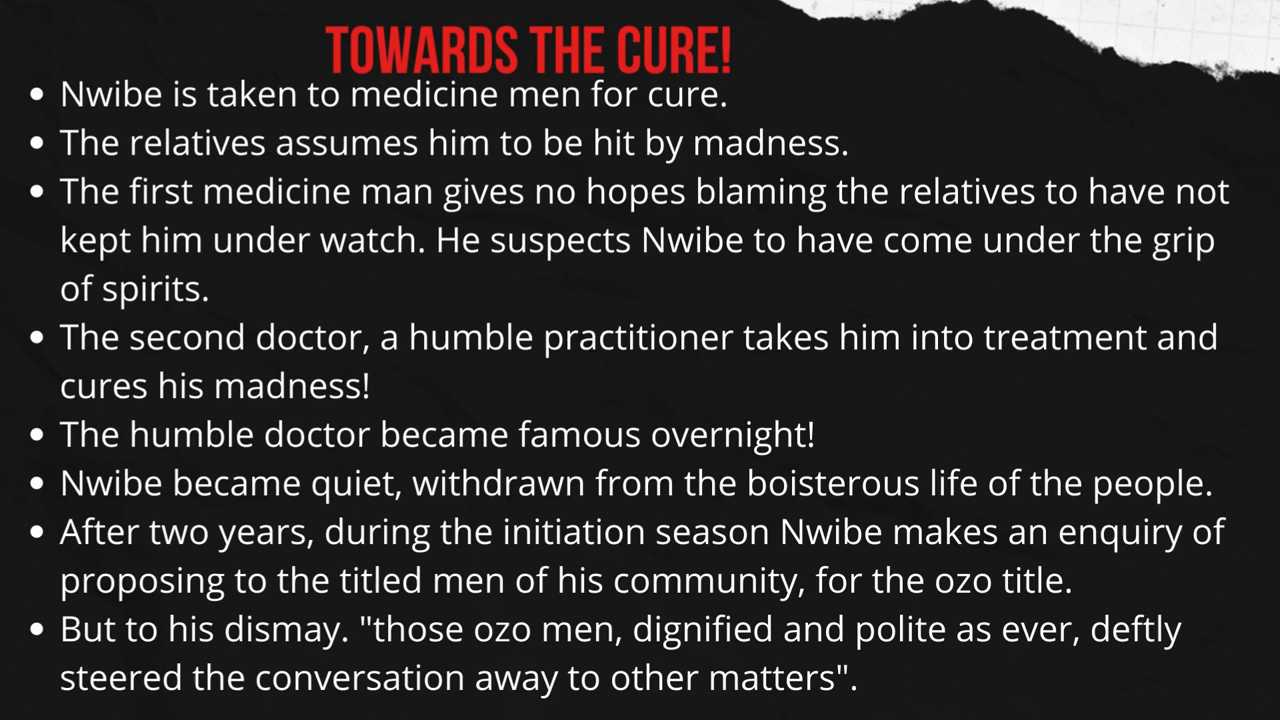 TOWARDS THE CURE!
• Nwibe is taken to medicine men for cure.
• The relatives assumes him to be hit by madness.
• The first medicine man gives no hopes blaming the relatives to have not
kept him under watch. He suspects Nwibe to have come under the grip
of spirits.
• The second doctor, a humble practitioner takes him into treatment and
cures his madness!
• The humble doctor became famous overnight!
• Nwibe became quiet, withdrawn from the boisterous life of the people.
• After two years, during the initiation season Nwibe makes an enquiry of
proposing to the titled men of his community, for the ozo title.
• But to his dismay. "those ozo men, dignified and polite as ever, deftly
steered the conversation away to other matters".